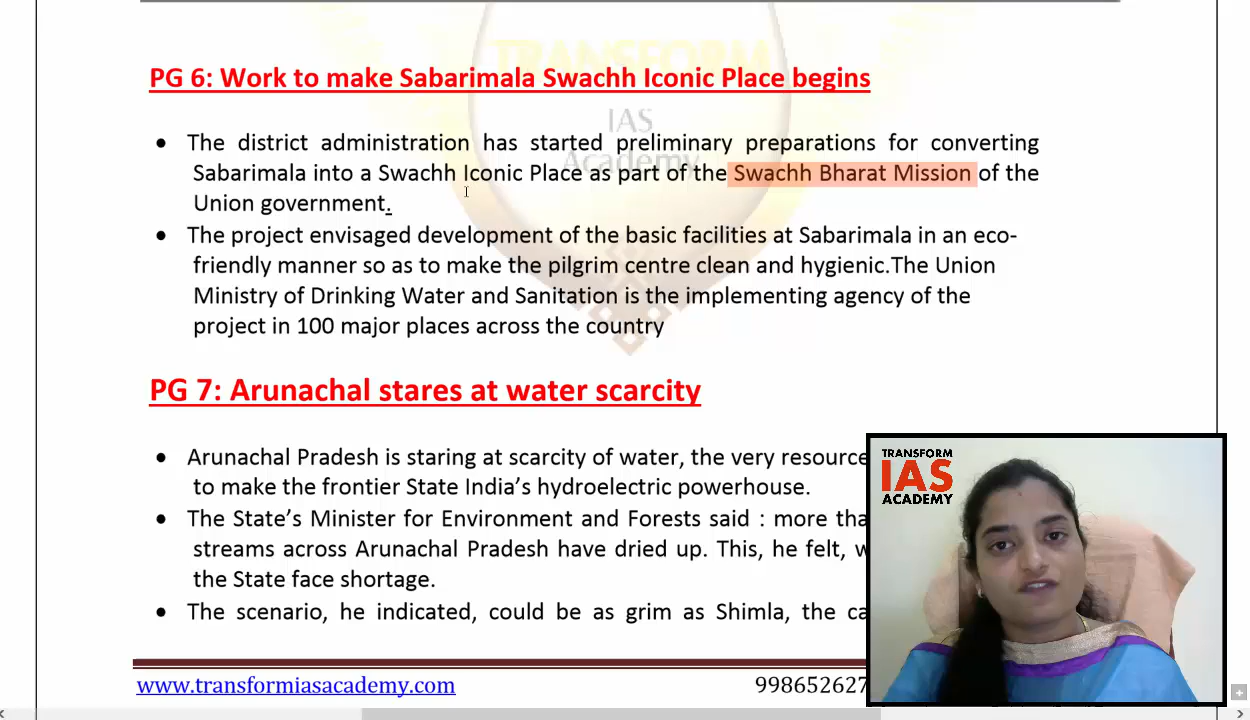 TRANSFORM
IAS
Academy
PG 6: Work to make Sabarimala Swachh Iconic Place begins
• The district administration has started preliminary preparations for converting
Sabarimala into a Swachh Iconic Place as part of the Swachh Bharat Mission of the
Union government.
• The project envisaged development of the basic facilities at Sabarimala in an eco-
friendly manner so as to make the pilgrim centre clean and hygienic.The Union
Ministry of Drinking Water and Sanitation is the implementing agency of the
project in 100 major places across the country
PG 7: Arunachal stares at water scarcity
• Arunachal Pradesh is staring at scarcity of water, the very resource
to make the frontier State India's hydroelectric powerhouse.
• The State's Minister for Environment and Forests said : more
streams across Arunachal Pradesh have dried up. This, he felt,
the State face shortage.
• The scenario, he indicated, could be as grim as Shimla, the
www.transformiasacademy.com
99865262
TRANSFORM
IAS
ACADEMY